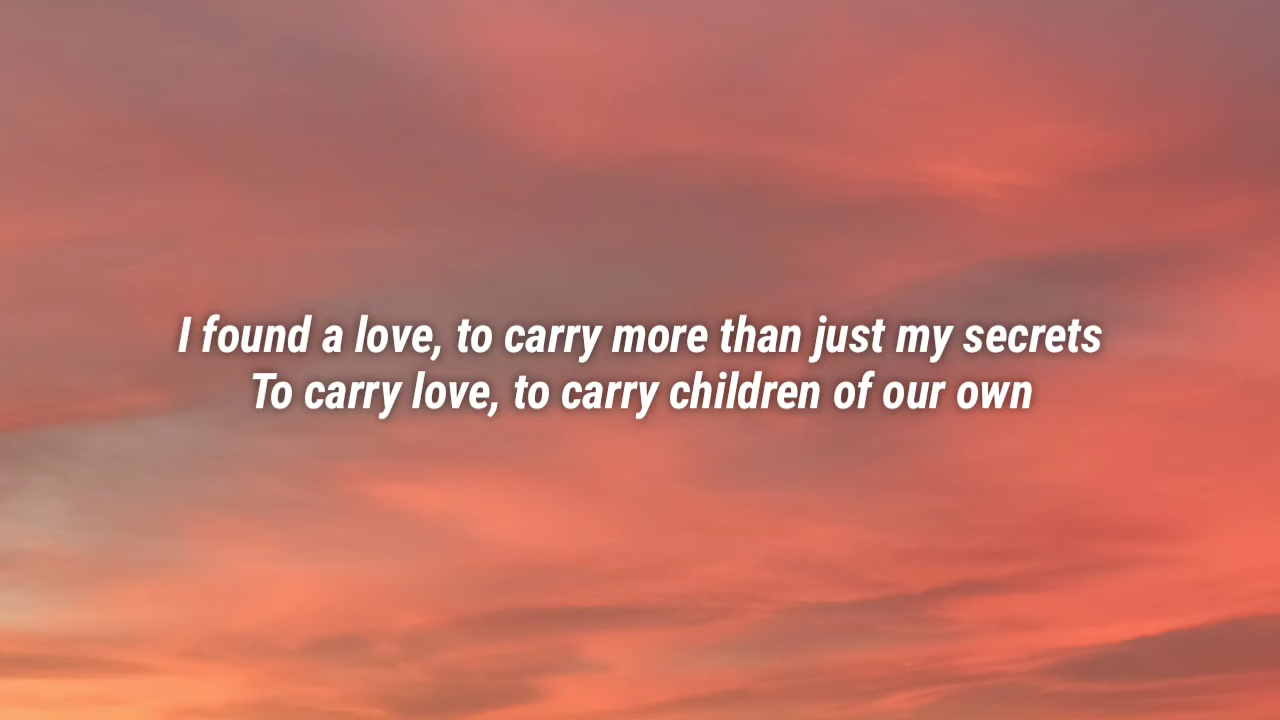 I found a love, to carry more than just my secrets
To carry love, to carry children of our own